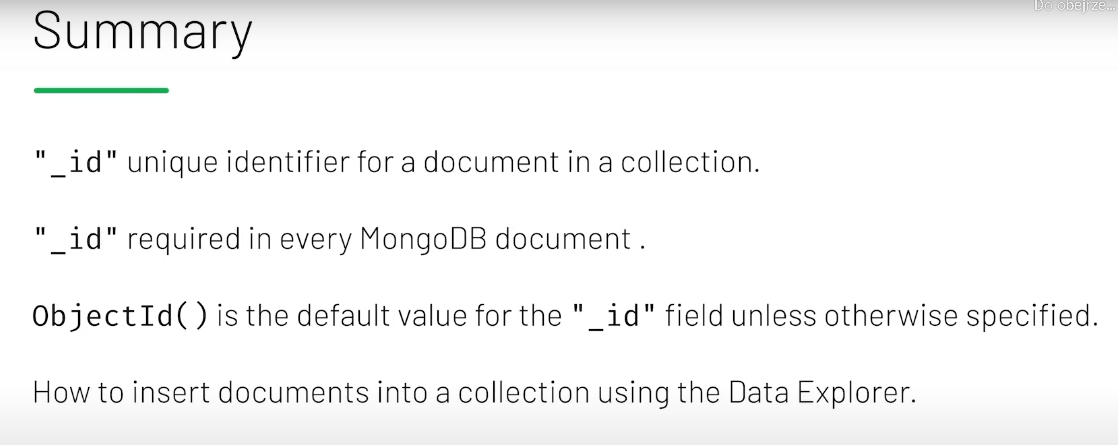 Do obejrze...
Summary
"_id" unique identifier for a document in a collection.
"_id" required in every MongoDB document .
ObjectId() is the default value for the "_id" field unless otherwise specified.
How to insert documents into a collection using the Data Explorer.